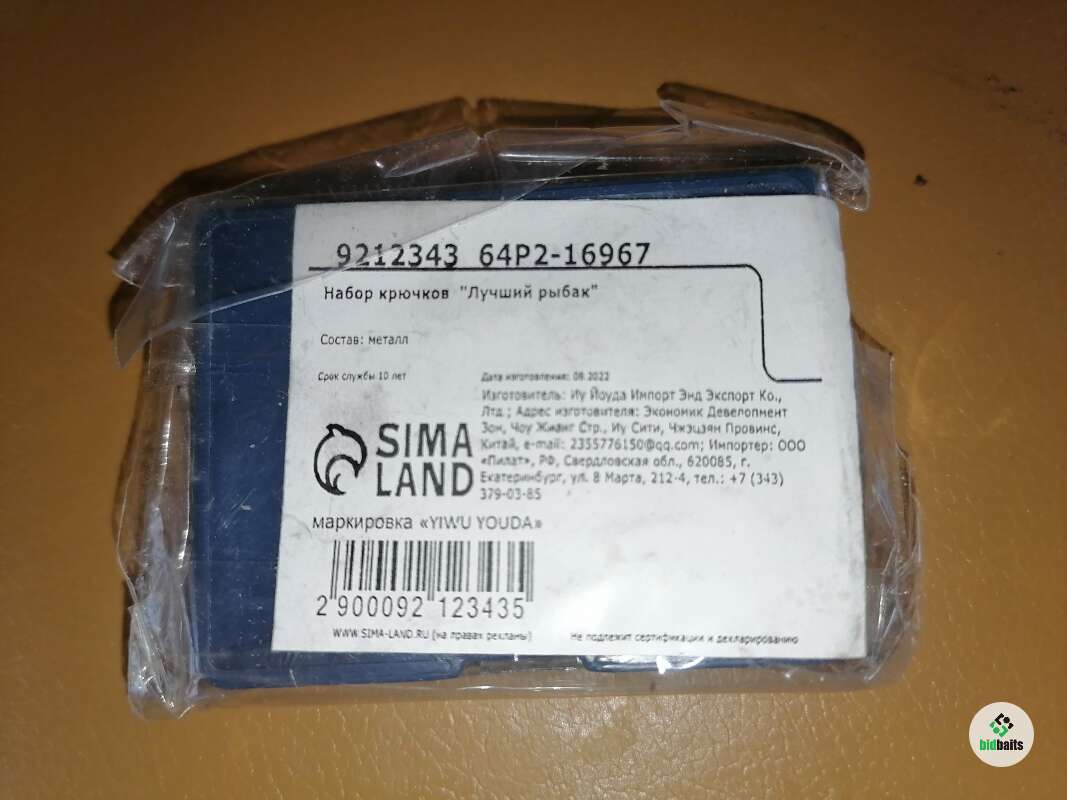 9212343 64P2-16967
Набор крючков "Лучший рыбак"
Состав: металл
Срок службы 10 лет
Дата изготовления: 09.2022
Изготовитель: Иу Йоуда Импорт Энд Экспорт Ко.,
Лтд.; Адрес изготовителя: Экономик Девелопмент
Зон, Чоу Жианг Стр., Иу Сити, Чжэцзян Провинс,
Китай, e-mail: 2355776150@qq.com; Импортер: ООО
«Пилат», РФ, Свердловская обл., 620085, г.
Екатеринбург, ул. 8 Марта, 212-4, тел.: +7 (343)
379-03-85
SIMA
LAND
маркировка «YIWU YOUDA»
2 900092 123435
WWW.SIMA-LAND.RU (на правах рекламы)
Не подлежит сертификации и декларированию
bidbaits